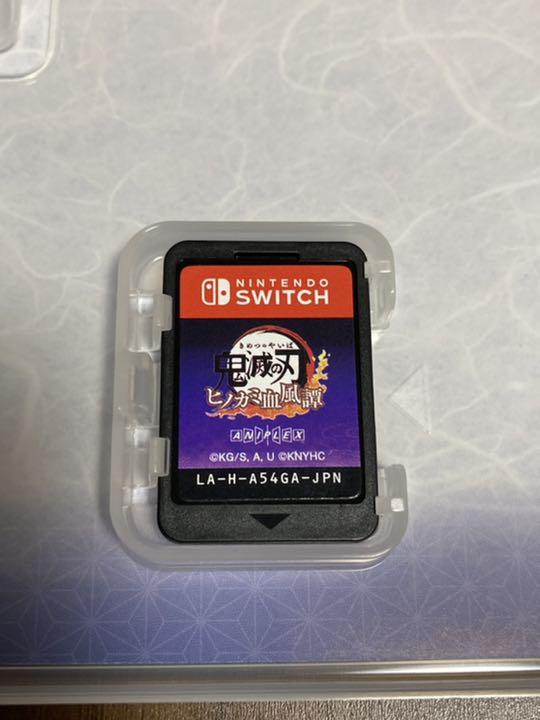 NINTENDO
SWITCH
きめつのやいば
鬼滅の刃
ヒノカミ血風譚
ANIPLEX
©KG/S, A, U ©KNYHC
LA-H-A54GA-JPN